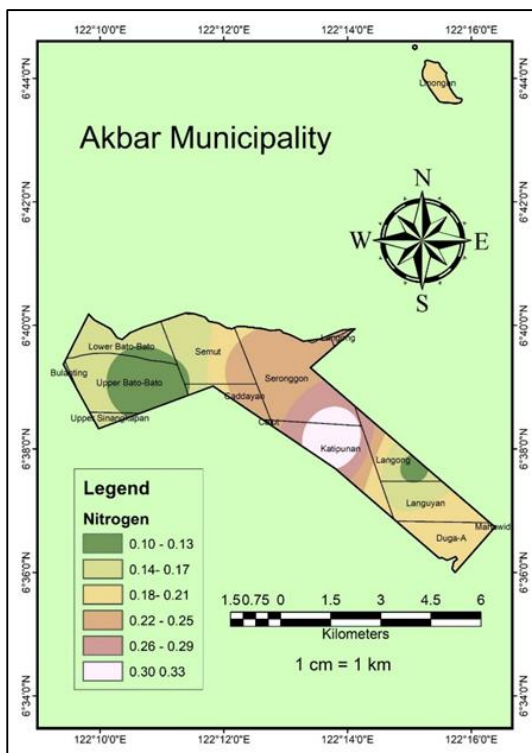 122°10'0"E 122°12'0"E 122°14'0"E 122°16'0"E
6°44'0"N 6°44'0"N
Linongan
Akbar Municipality
6°42'0"N 6°42'0"N
N
W E
S
6°40'0"N 6°40'0"N
Lower Bato-Bato
Semut
Langung
Bulanting
Upper Bato-Bato
Seronggon
Caddayan
Upper Sinangkapan
6°38'0"N 6°38'0"N
Katipunan
Langong
Languyan
Duga-A
6°36'0"N 6°36'0"N
Legend
Nitrogen
0.10 - 0.13
0.14- 0.17
0.18 - 0.21
0.22 - 0.25
0.26 - 0.29
0.30 0.33
1.5 0.75 0 1.5 3 4.5 6
Kilometers
1 cm = 1 km
6°34'0"N 6°34'0"N
122°10'0"E 122°12'0"E 122°14'0"E 122°16'0"E